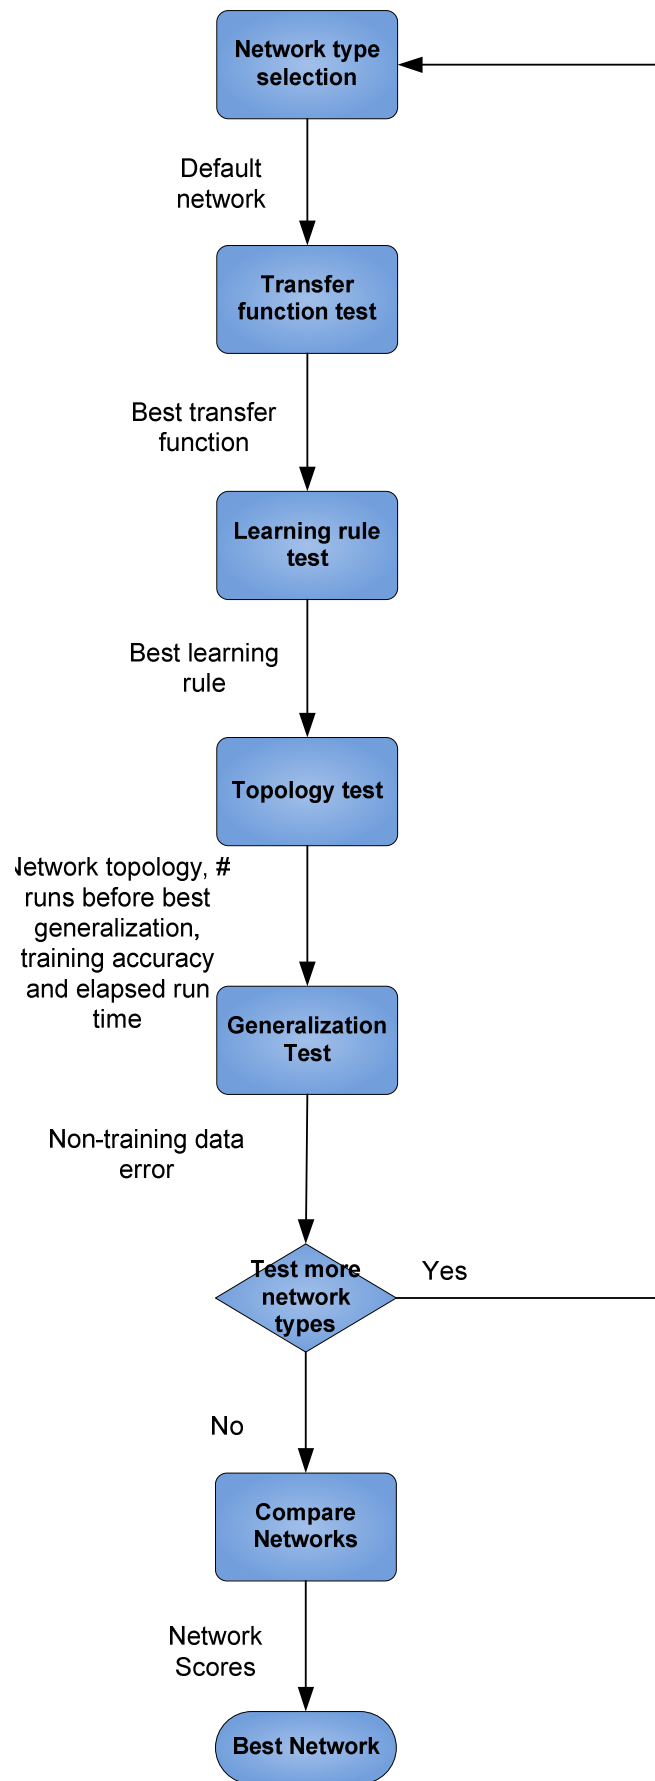 Network type
selection
Default
network
Transfer
function test
Best transfer
function
Learning rule
test
Best learning
rule
Topology test
Network topology, #
runs before best
generalization,
training accuracy
and elapsed run
time
Generalization
Test
Non-training data
error
Test more
network
types
Yes
No
Compare
Networks
Network
Scores
Best Network